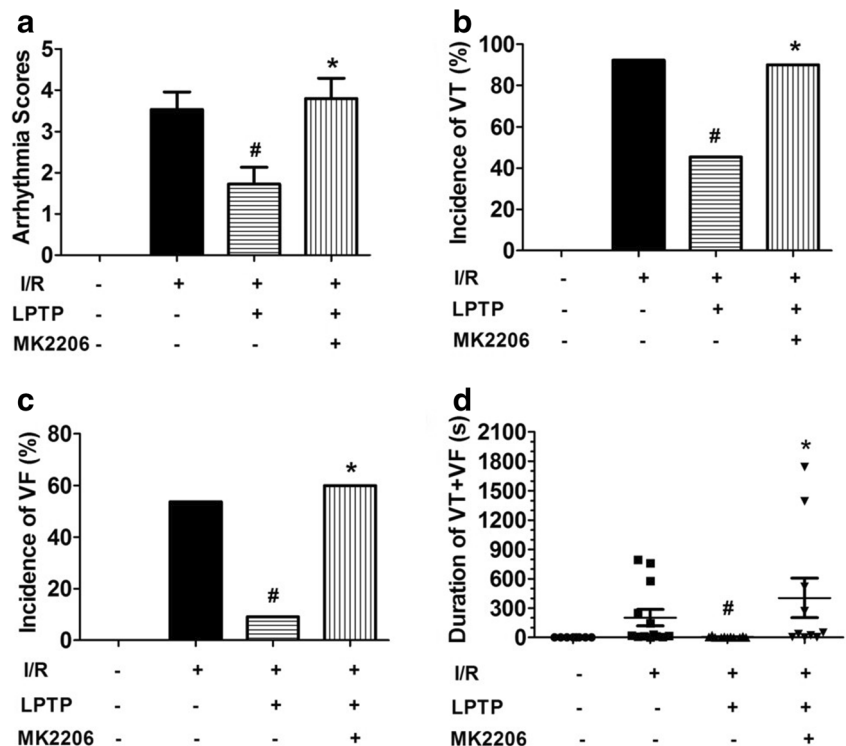 a
Arrhythmia Scores
5
4
3
2
1
0
#
*
I/R - + + +
LPTP - - + +
MK2206 - - - +
b
Incidence of VT (%)
100
80
60
40
20
0
#
*
I/R - + + +
LPTP - - + +
MK2206 - - - +
c
Incidence of VF (%)
80
60
40
20
0
#
*
I/R - + + +
LPTP - - + +
MK2206 - - - +
d
Duration of VT+VF (s)
2100
1800
1500
1200
900
600
300
0
#
*
I/R - + + +
LPTP - - + +
MK2206 - - - +